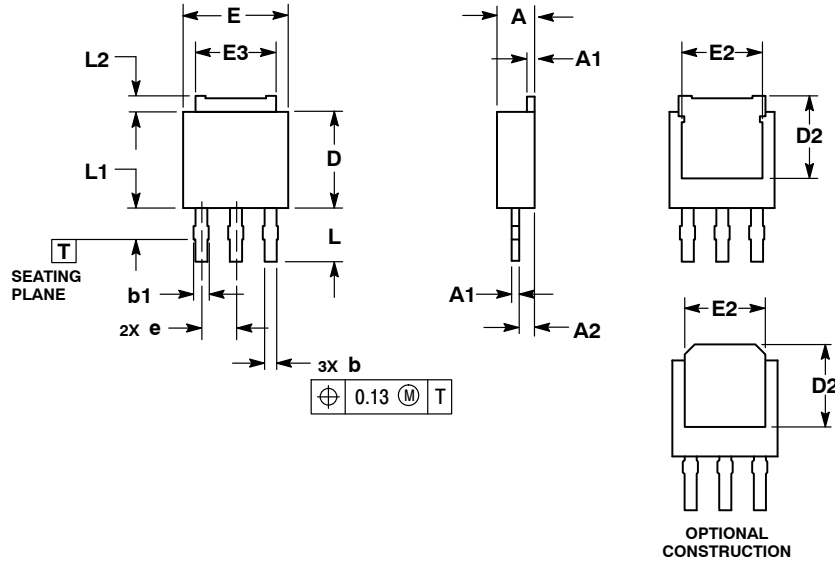 E
E3
L2
L1
D
L
T
SEATING
PLANE
b1
2X e
3X b
⌖ 0.13 Ⓜ T
A
A1
A1
A2
E2
D2
E2
D2
OPTIONAL
CONSTRUCTION